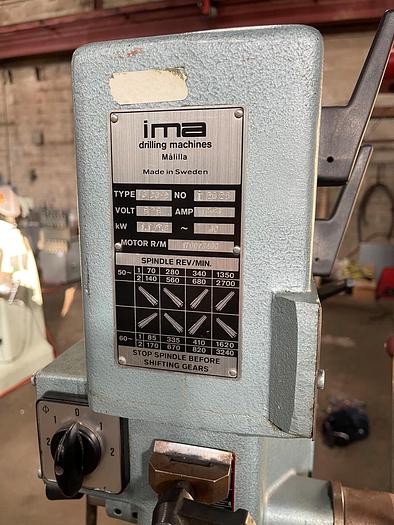 ima
drilling machines
Målilla
Made in Sweden
TYPE NO
VOLT AMP
kW ~
MOTOR R/M
SPINDLE REV/MIN.
50~ 1 70 280 340 1350
2 140 560 680 2700
60~ 1 85 335 410 1620
2 170 670 820 3240
STOP SPINDLE BEFORE
SHIFTING GEARS
1 0 1
2 2